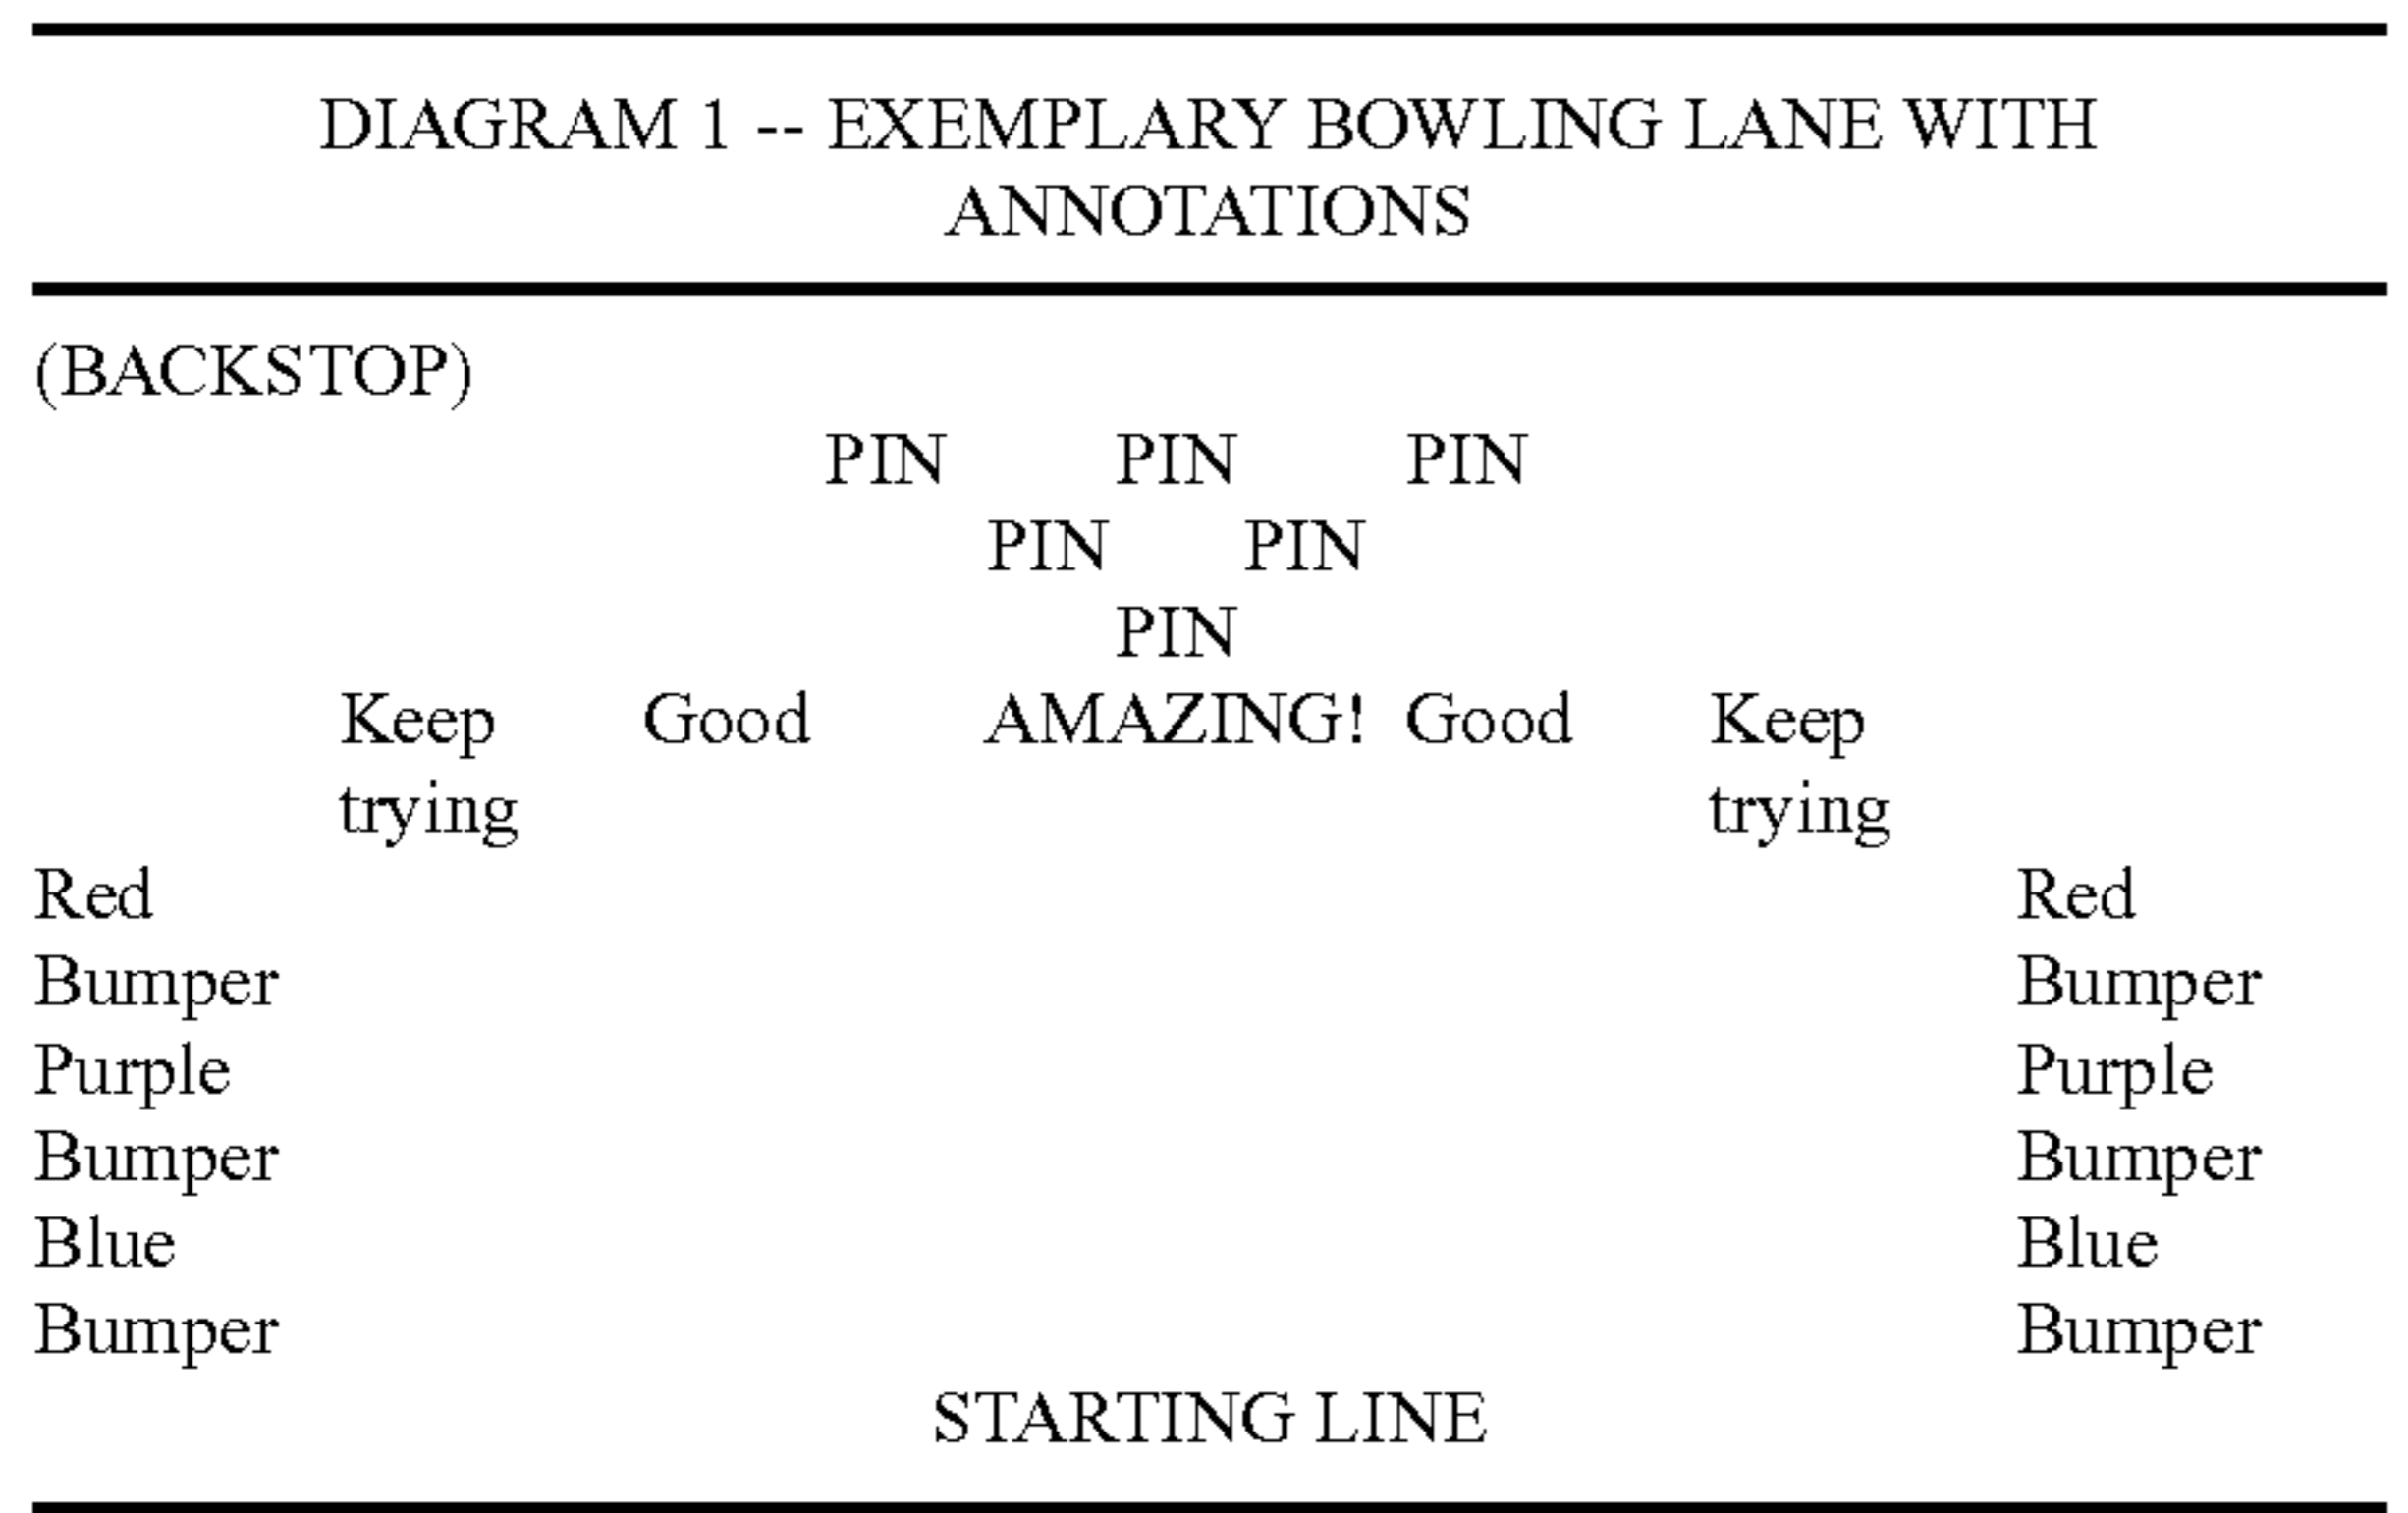 DIAGRAM 1 -- EXEMPLARY BOWLING LANE WITH
ANNOTATIONS
(BACKSTOP)
PIN PIN PIN
PIN PIN
PIN
Keep Good AMAZING! Good Keep
trying trying
Red Red
Bumper Bumper
Purple Purple
Bumper Bumper
Blue Blue
Bumper Bumper
STARTING LINE